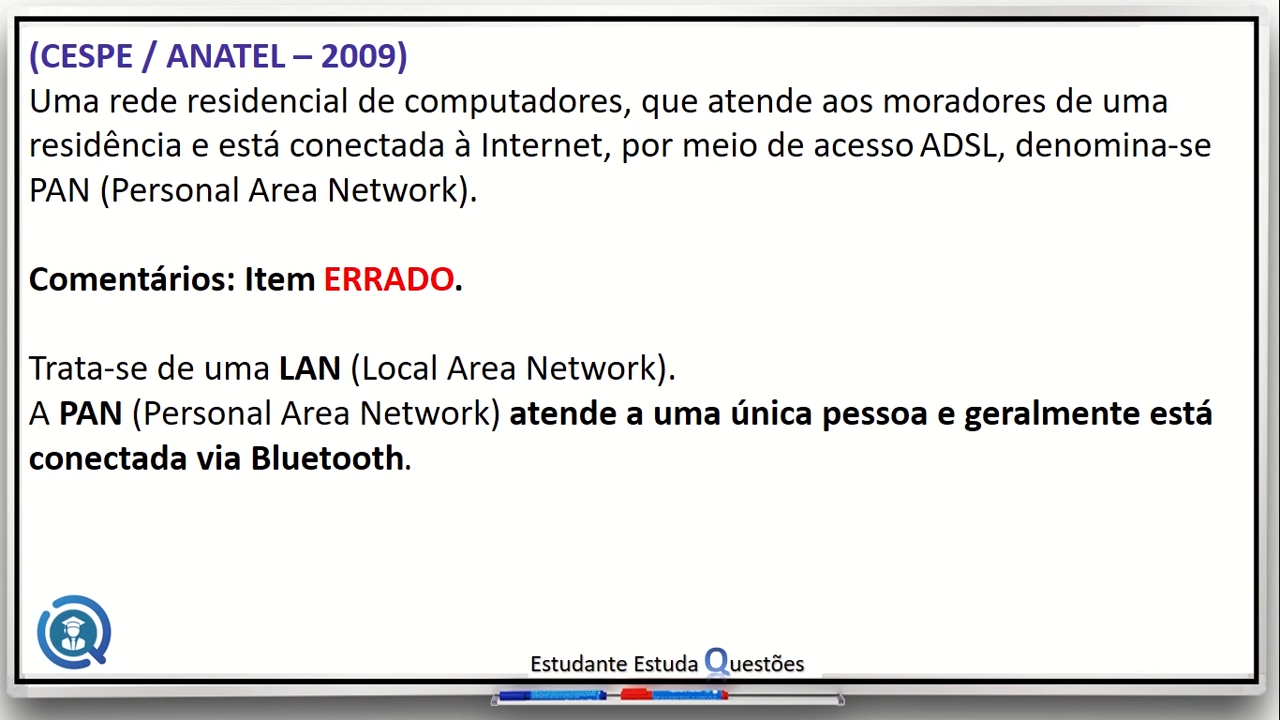 (CESPE / ANATEL – 2009)
Uma rede residencial de computadores, que atende aos moradores de uma
residência e está conectada à Internet, por meio de acesso ADSL, denomina-se
PAN (Personal Area Network).
Comentários: Item ERRADO.
Trata-se de uma LAN (Local Area Network).
A PAN (Personal Area Network) atende a uma única pessoa e geralmente está
conectada via Bluetooth.
Estudante Estuda Questões